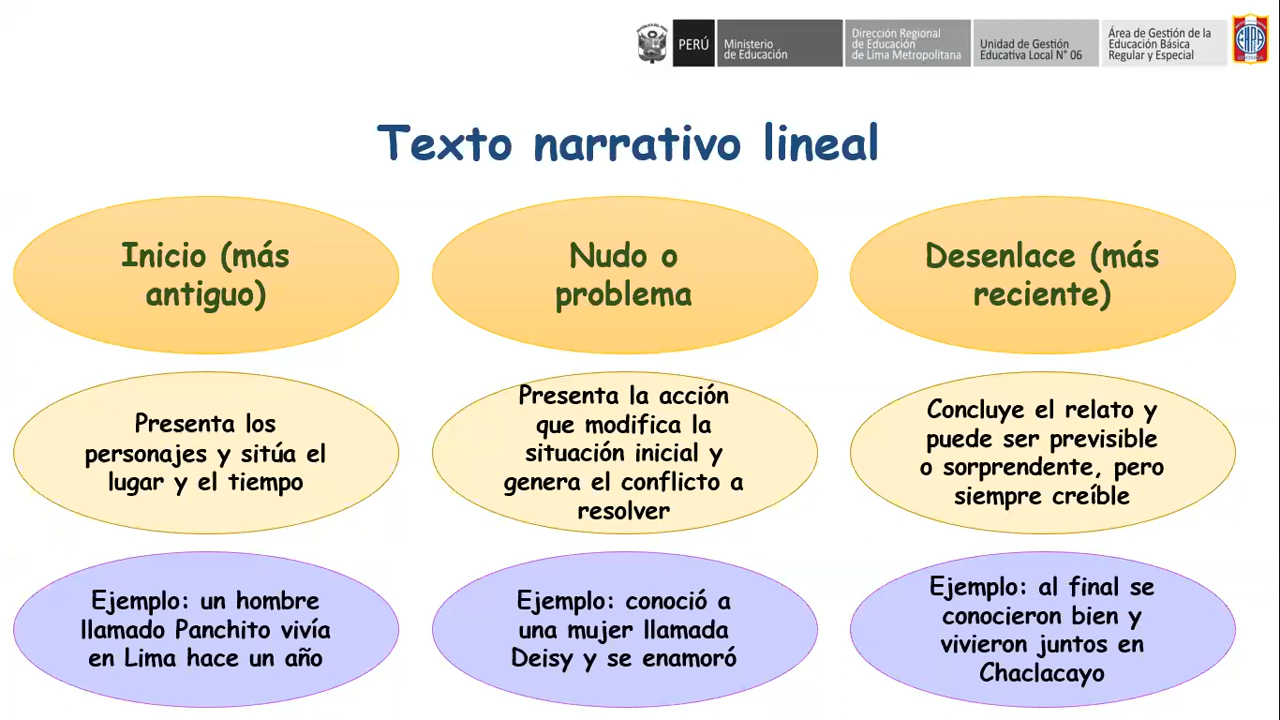 PERÚ
Ministerio
de Educación
Dirección Regional
de Educación
de Lima Metropolitana
Unidad de Gestión
Educativa Local N° 06
Área de Gestión de la
Educación Básica
Regular y Especial
Texto narrativo lineal
Inicio (más
antiguo)
Nudo o
problema
Desenlace (más
reciente)
Presenta los
personajes y sitúa el
lugar y el tiempo
Presenta la acción
que modifica la
situación inicial y
genera el conflicto a
resolver
Concluye el relato y
puede ser previsible
o sorprendente, pero
siempre creíble
Ejemplo: un hombre
llamado Panchito vivía
en Lima hace un año
Ejemplo: conoció a
una mujer llamada
Deisy y se enamoró
Ejemplo: al final se
conocieron bien y
vivieron juntos en
Chaclacayo